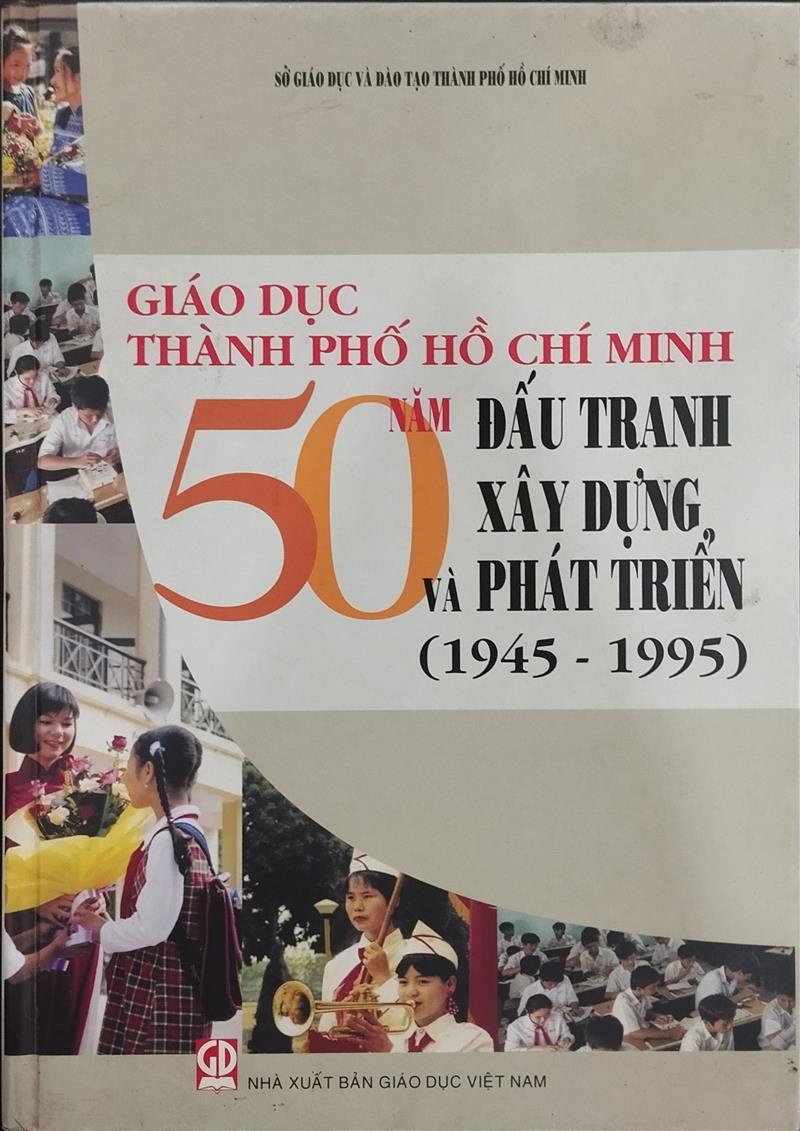 SỞ GIÁO DỤC VÀ ĐÀO TẠO THÀNH PHỐ HỒ CHÍ MINH
GIÁO DỤC
THÀNH PHỐ HỒ CHÍ MINH
50 NĂM ĐẤU TRANH
XÂY DỰNG
VÀ PHÁT TRIỂN
(1945 - 1995)
GD
NHÀ XUẤT BẢN GIÁO DỤC VIỆT NAM